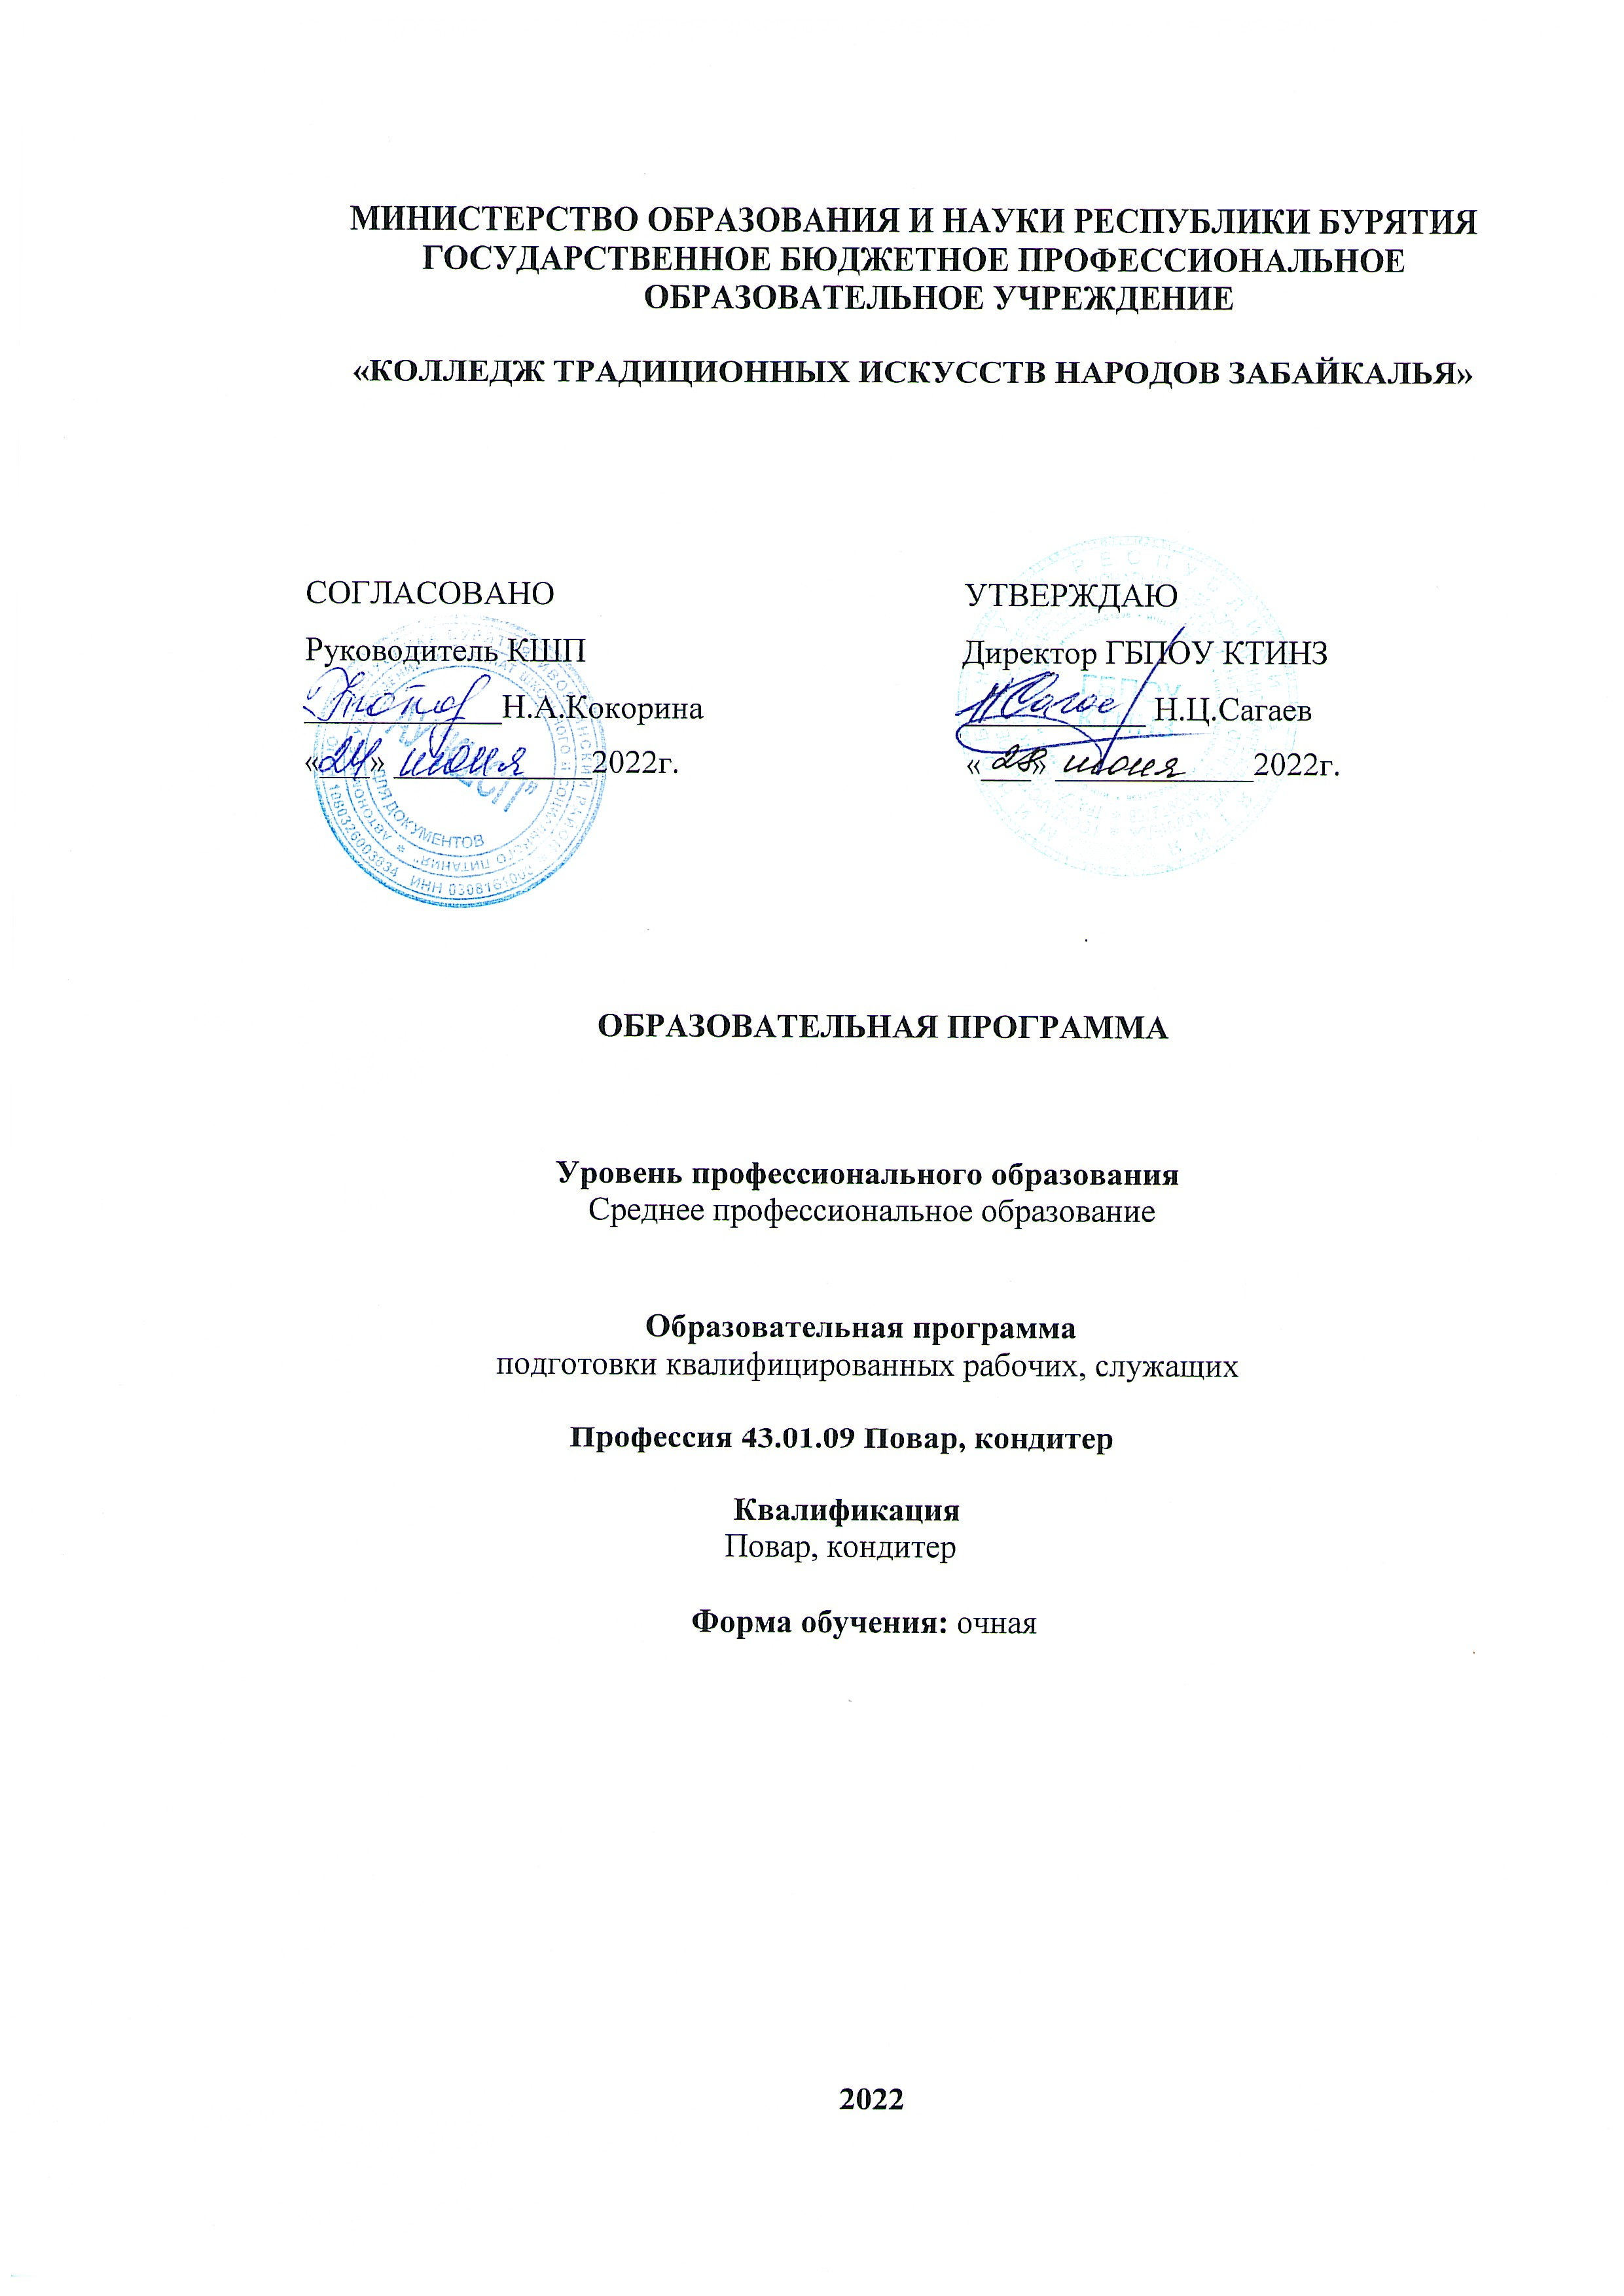 МИНИСТЕРСТВО ОБРАЗОВАНИЯ И НАУКИ РЕСПУБЛИКИ БУРЯТИЯ
ГОСУДАРСТВЕННОЕ БЮДЖЕТНОЕ ПРОФЕССИОНАЛЬНОЕ
ОБРАЗОВАТЕЛЬНОЕ УЧРЕЖДЕНИЕ
«КОЛЛЕДЖ ТРАДИЦИОННЫХ ИСКУССТВ НАРОДОВ ЗАБАЙКАЛЬЯ»
СОГЛАСОВАНО
Руководитель КШП
Н.А.Кокорина
«24» июня 2022г.
ДЛЯ ДОКУМЕНТОВ
УТВЕРЖДАЮ
Директор ГБПОУ КТИНЗ
Н.Ц.Сагаев
«28» июня 2022г.
ОБРАЗОВАТЕЛЬНАЯ ПРОГРАММА
Уровень профессионального образования
Среднее профессиональное образование
Образовательная программа
подготовки квалифицированных рабочих, служащих
Профессия 43.01.09 Повар, кондитер
Квалификация
Повар, кондитер
Форма обучения: очная
2022